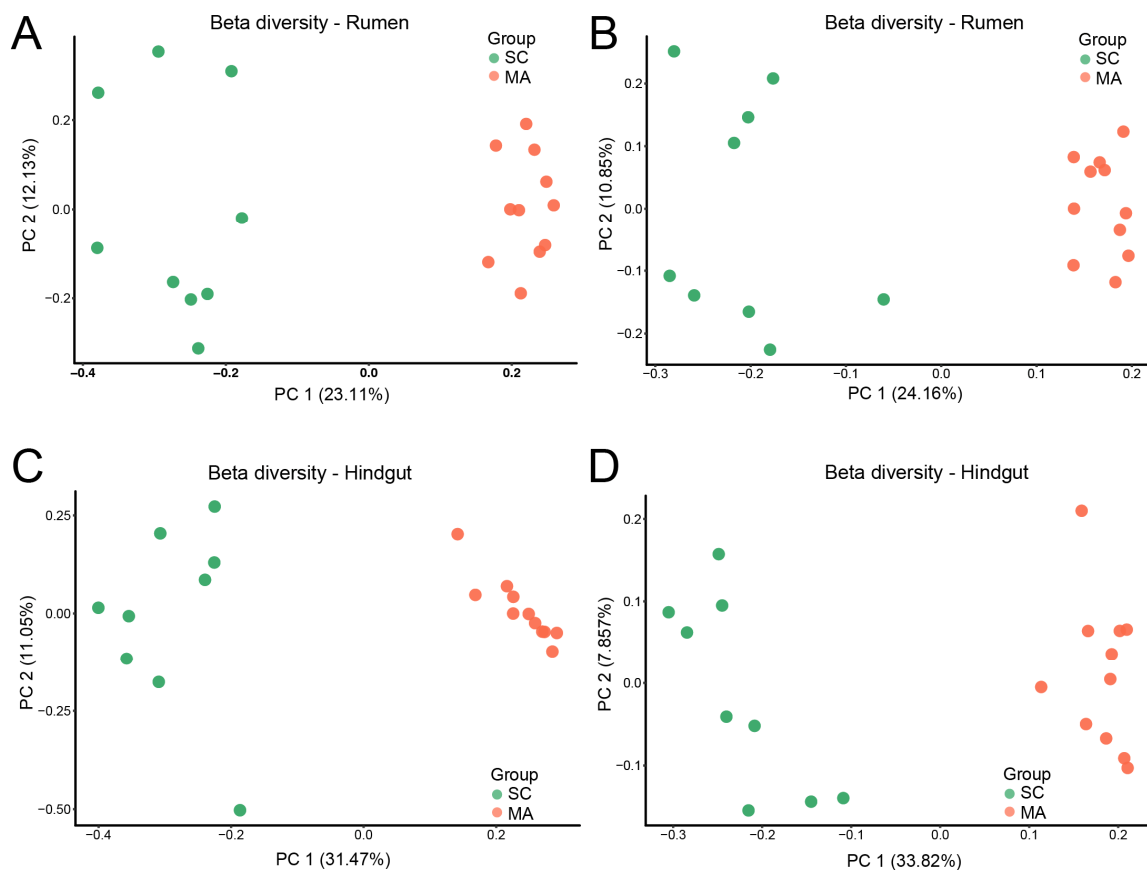 A
Beta diversity - Rumen
Group
SC
MA
PC 2 (12.13%)
0.2
0.0
−0.2
−0.4
−0.2
0.0
0.2
PC 1 (23.11%)
B
Beta diversity - Rumen
Group
SC
MA
PC 2 (10.85%)
0.2
0.1
0.0
−0.1
−0.2
−0.3
−0.2
−0.1
0.0
0.1
0.2
PC 1 (24.16%)
C
Beta diversity - Hindgut
PC 2 (11.05%)
0.25
0.00
−0.25
−0.50
Group
SC
MA
−0.4
−0.2
0.0
0.2
PC 1 (31.47%)
D
Beta diversity - Hindgut
PC 2 (7.857%)
0.2
0.1
0.0
−0.1
Group
SC
MA
−0.3
−0.2
−0.1
0.0
0.1
0.2
PC 1 (33.82%)